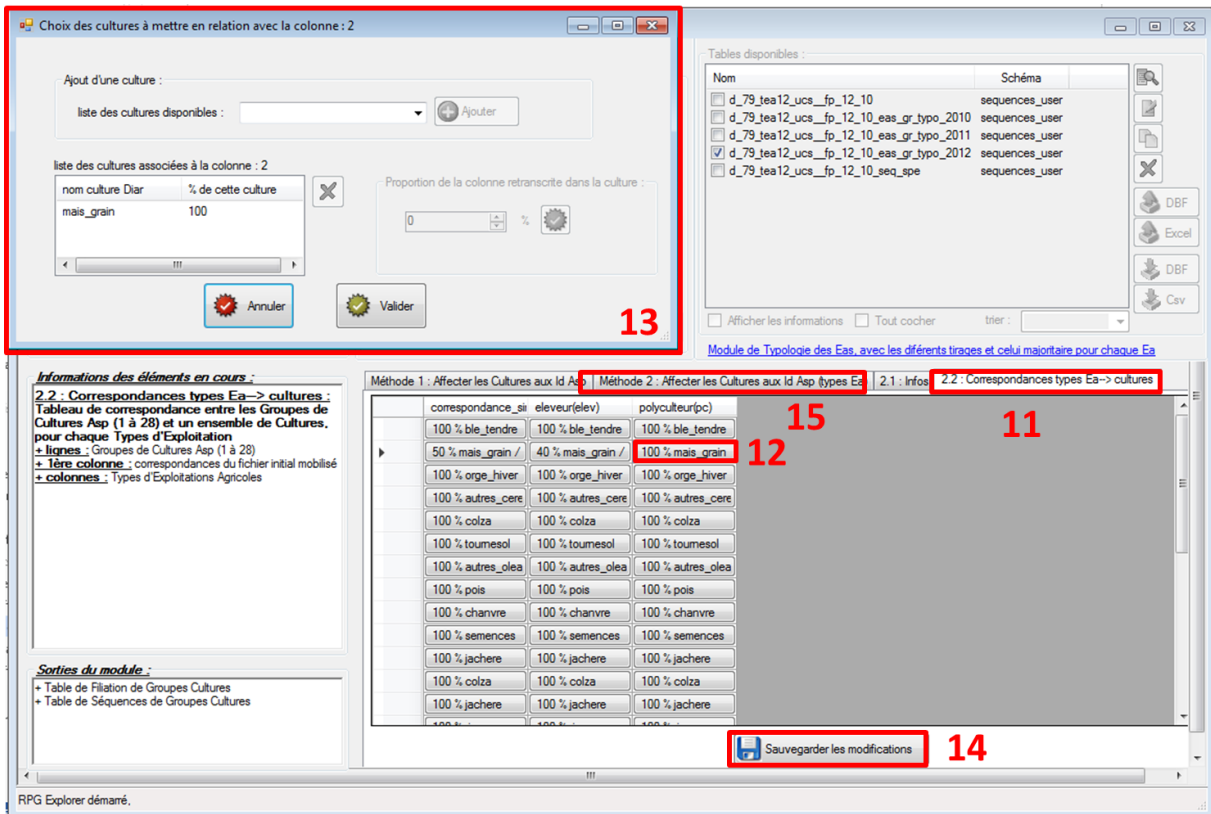 Choix des cultures à mettre en relation avec la colonne : 2
Ajout d'une culture :
liste des cultures disponibles :
Ajouter
liste des cultures associées à la colonne : 2
nom culture Diar % de cette culture
mais_grain 100
Proportion de la colonne retranscrite dans la culture :
0 %
Annuler
Valider
13
Tables disponibles :
Nom Schéma
d_79_tea12_ucs__fp_12_10 sequences_user
d_79_tea12_ucs__fp_12_10_eas_gr_typo_2010 sequences_user
d_79_tea12_ucs__fp_12_10_eas_gr_typo_2011 sequences_user
d_79_tea12_ucs__fp_12_10_eas_gr_typo_2012 sequences_user
d_79_tea12_ucs__fp_12_10_seq_spe sequences_user
DBF
Excel
DBF
Csv
Afficher les informations Tout cocher trier :
Module de Typologie des Eas, avec les diférents tirages et celui majoritaire pour chaque Ea
Informations des éléments en cours :
2.2 : Correspondances types Ea--> cultures :
Tableau de correspondance entre les Groupes de
Cultures Asp (1 à 28) et un ensemble de Cultures,
pour chaque Types d'Exploitation
+ lignes : Groupes de Cultures Asp (1 à 28)
+ 1ère colonne : correspondances du fichier initial mobilisé
+ colonnes : Types d'Exploitations Agricoles
Sorties du module :
+ Table de Filiation de Groupes Cultures
+ Table de Séquences de Groupes Cultures
Méthode 1 : Affecter les Cultures aux Id Asp Méthode 2 : Affecter les Cultures aux Id Asp (types Ea 2.1 : Infos 2.2 : Correspondances types Ea--> cultures
15
11
correspondance_si eleveur(elev) polyculteur(pc)
100 % ble_tendre 100 % ble_tendre 100 % ble_tendre
50 % mais_grain / 40 % mais_grain / 100 % mais_grain
12
100 % orge_hiver 100 % orge_hiver 100 % orge_hiver
100 % autres_cere 100 % autres_cere 100 % autres_cere
100 % colza 100 % colza 100 % colza
100 % tournesol 100 % tournesol 100 % tournesol
100 % autres_olea 100 % autres_olea 100 % autres_olea
100 % pois 100 % pois 100 % pois
100 % chanvre 100 % chanvre 100 % chanvre
100 % semences 100 % semences 100 % semences
100 % jachere 100 % jachere 100 % jachere
100 % colza 100 % colza 100 % colza
100 % jachere 100 % jachere 100 % jachere
Sauvegarder les modifications
14
RPG Explorer démarré,